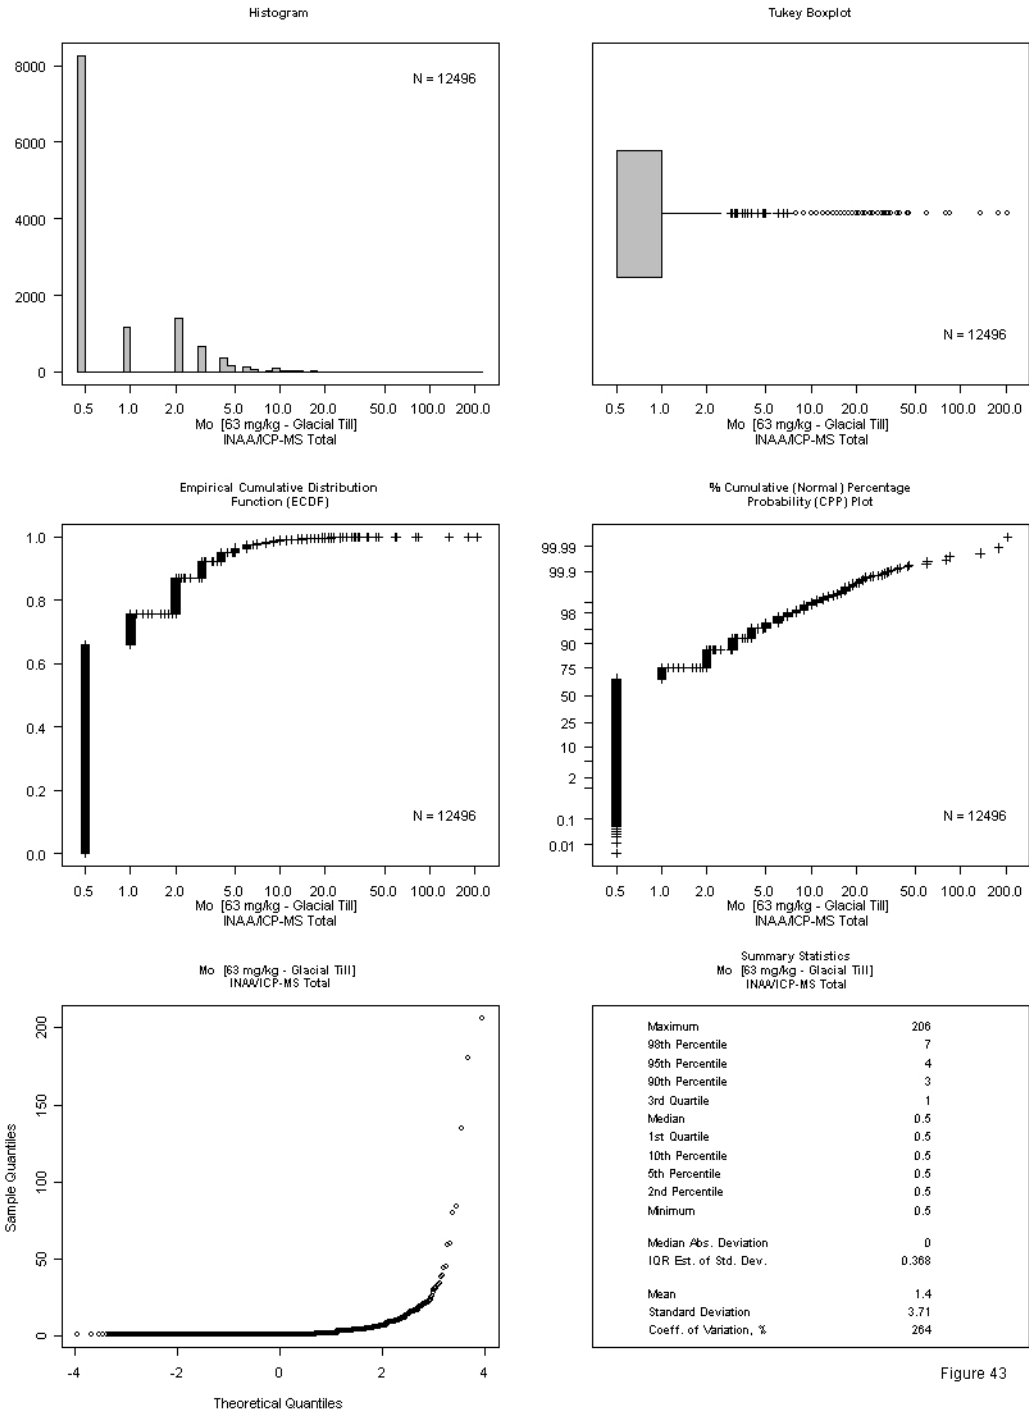 Histogram
N = 12496
8000
6000
4000
2000
0
0.5 1.0 2.0 5.0 10.0 20.0 50.0 100.0 200.0
Mo [63 mg/kg - Glacial Till]
INAA/ICP-MS Total
Tukey Boxplot
N = 12496
0.5 1.0 2.0 5.0 10.0 20.0 50.0 100.0 200.0
Mo [63 mg/kg - Glacial Till]
INAA/ICP-MS Total
Empirical Cumulative Distribution
Function (ECDF)
1.0
0.8
0.6
0.4
0.2
0.0
N = 12496
0.5 1.0 2.0 5.0 10.0 20.0 50.0 100.0 200.0
Mo [63 mg/kg - Glacial Till]
INAA/ICP-MS Total
% Cumulative (Normal) Percentage
Probability (CPP) Plot
99.99
99.9
98
90
75
50
25
10
2
0.1
0.01
N = 12496
0.5 1.0 2.0 5.0 10.0 20.0 50.0 100.0 200.0
Mo [63 mg/kg - Glacial Till]
INAA/ICP-MS Total
Mo [63 mg/kg - Glacial Till]
INAA/ICP-MS Total
Sample Quantiles
200
150
100
50
0
-4 -2 0 2 4
Theoretical Quantiles
Summary Statistics
Mo [63 mg/kg - Glacial Till]
INAA/ICP-MS Total
Maximum 206
98th Percentile 7
95th Percentile 4
90th Percentile 3
3rd Quartile 1
Median 0.5
1st Quartile 0.5
10th Percentile 0.5
5th Percentile 0.5
2nd Percentile 0.5
Minimum 0.5
Median Abs. Deviation 0
IQR Est. of Std. Dev. 0.368
Mean 1.4
Standard Deviation 3.71
Coeff. of Variation, % 264
Figure 43